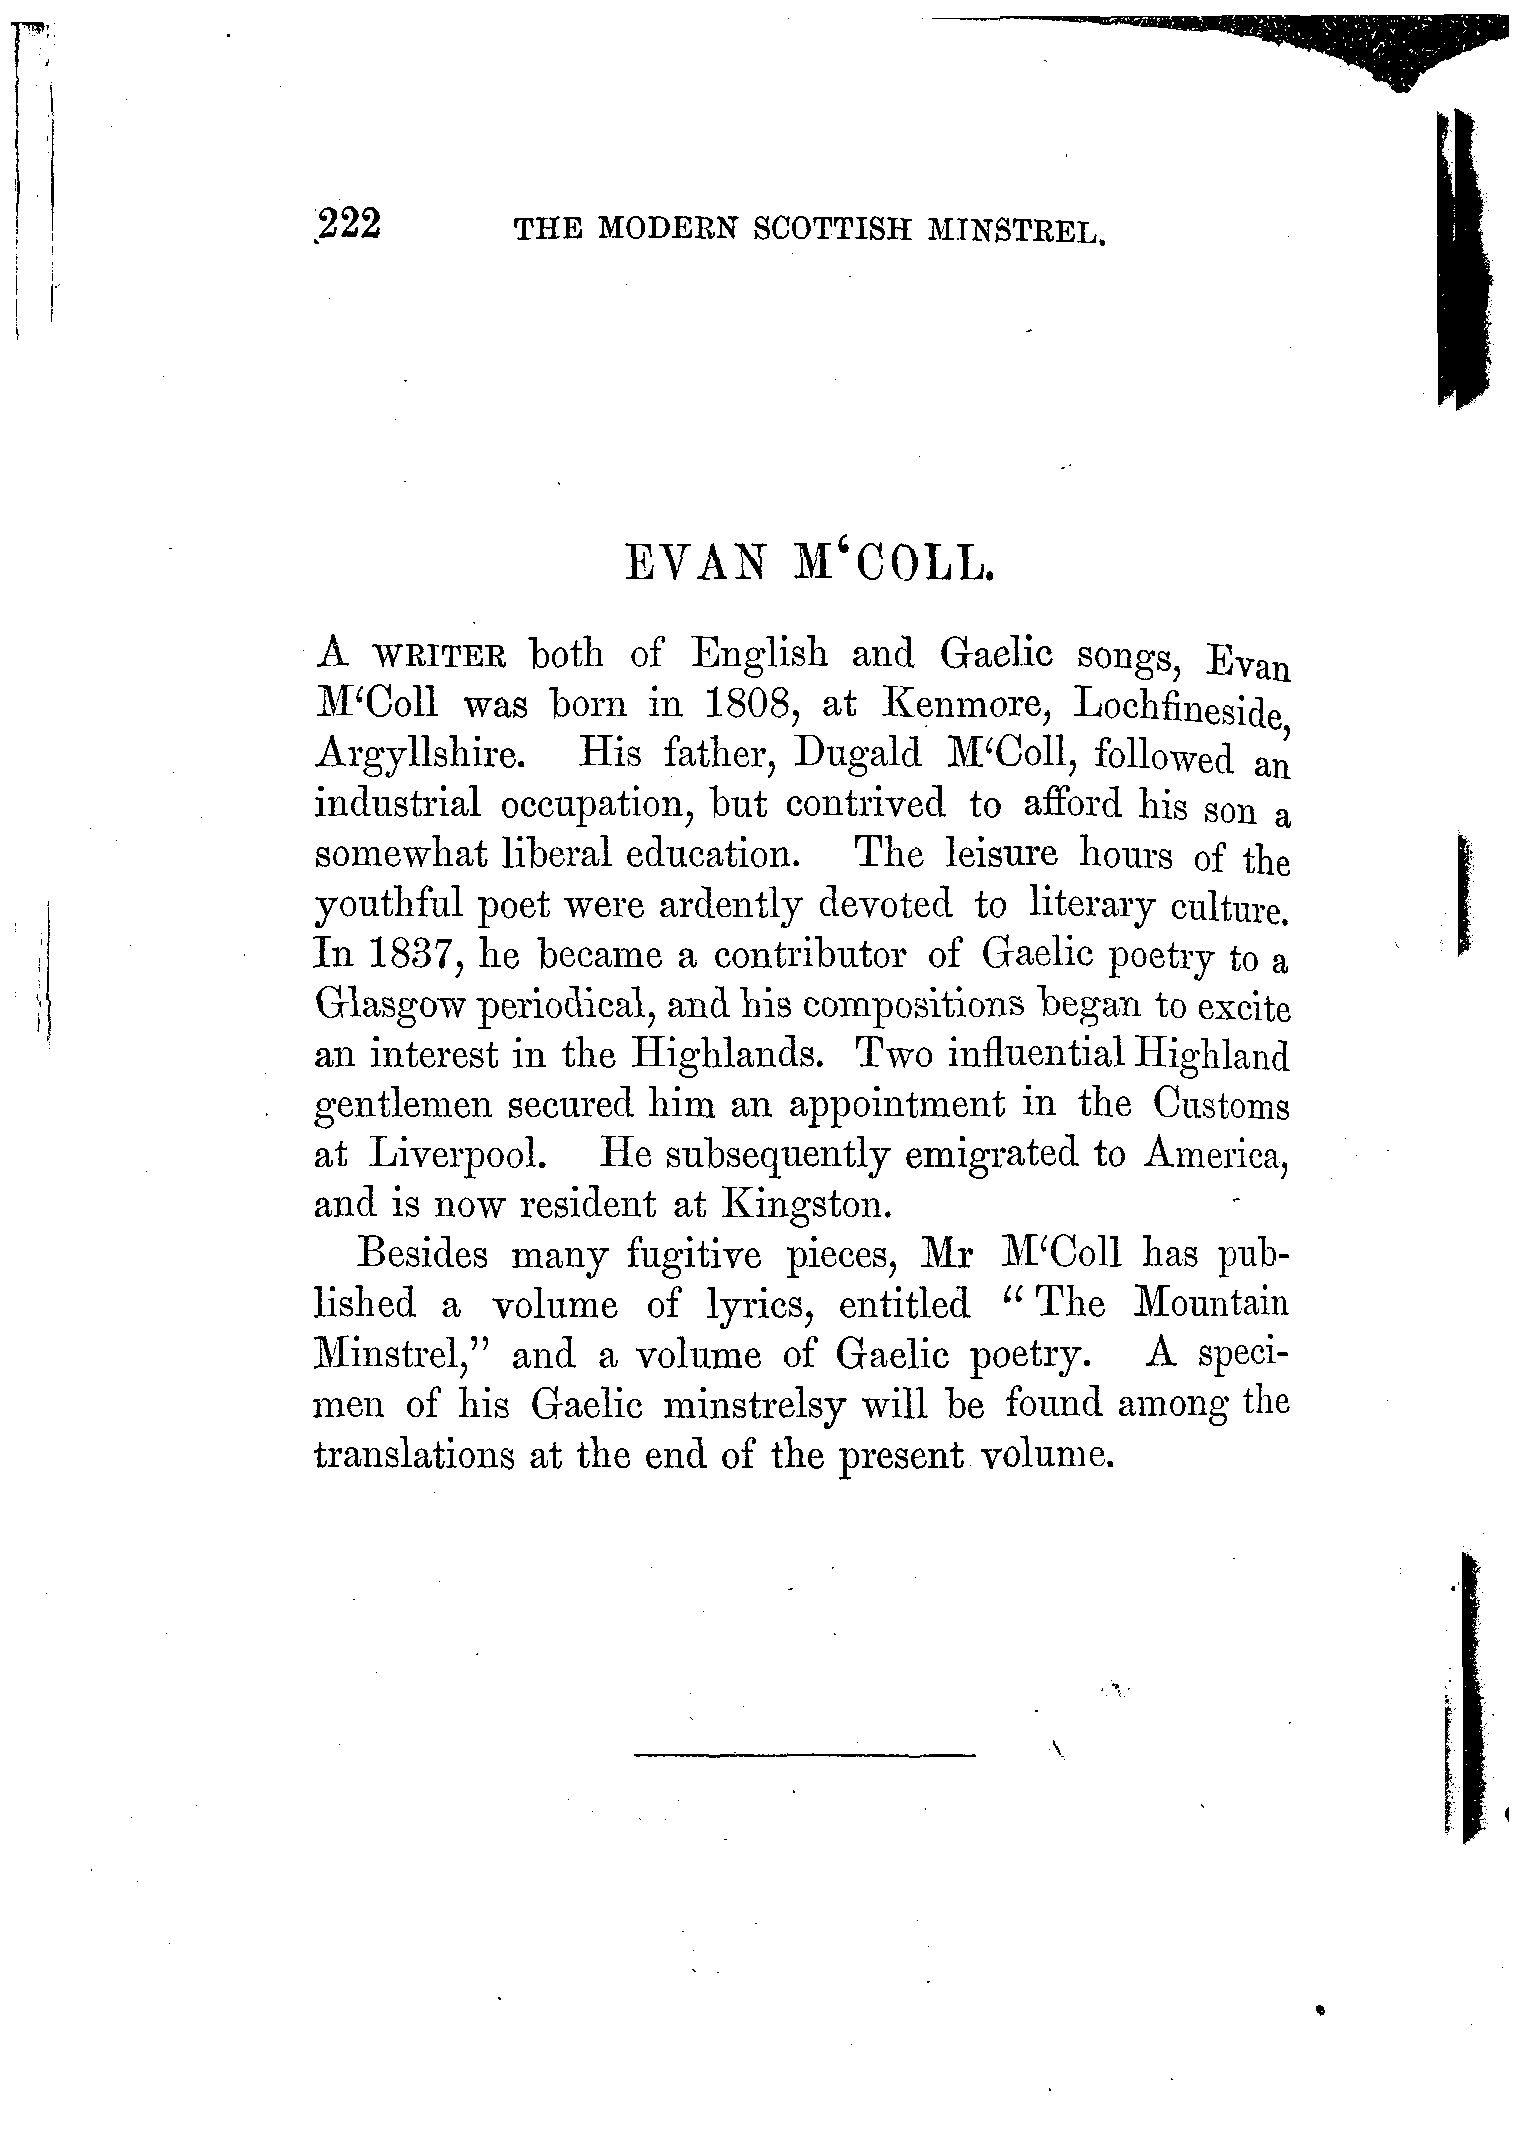 222 THE MODERN SCOTTISH MINSTREL.
EVAN M‘COLL.
A WRITER both of English and Gaelic songs, Evan
M‘Coll was born in 1808, at Kenmore, Lochfineside,
Argyllshire. His father, Dugald M‘Coll, followed an
industrial occupation, but contrived to afford his son a
somewhat liberal education. The leisure hours of the
youthful poet were ardently devoted to literary culture.
In 1837, he became a contributor of Gaelic poetry to a
Glasgow periodical, and his compositions began to excite
an interest in the Highlands. Two influential Highland
gentlemen secured him an appointment in the Customs
at Liverpool. He subsequently emigrated to America,
and is now resident at Kingston.
Besides many fugitive pieces, Mr M‘Coll has pub-
lished a volume of lyrics, entitled “The Mountain
Minstrel,” and a volume of Gaelic poetry. A speci-
men of his Gaelic minstrelsy will be found among the
translations at the end of the present volume.